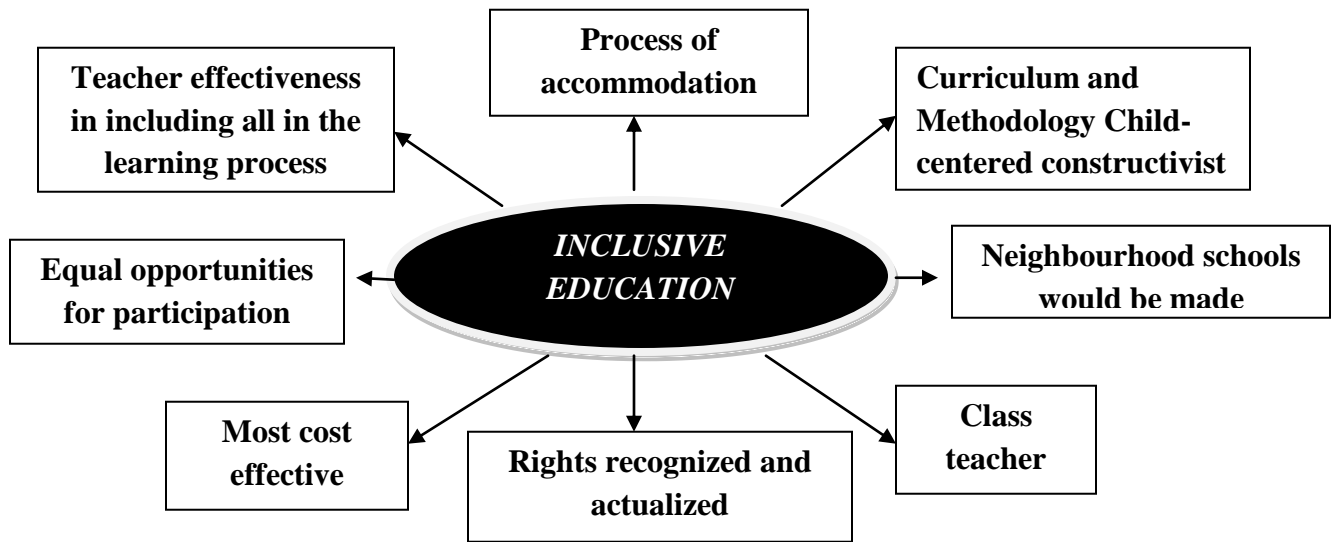 Process of
accommodation
Teacher effectiveness
in including all in the
learning process
Curriculum and
Methodology Child-
centered constructivist
INCLUSIVE
EDUCATION
Equal opportunities
for participation
Neighbourhood schools
would be made
Most cost
effective
Rights recognized and
actualized
Class
teacher